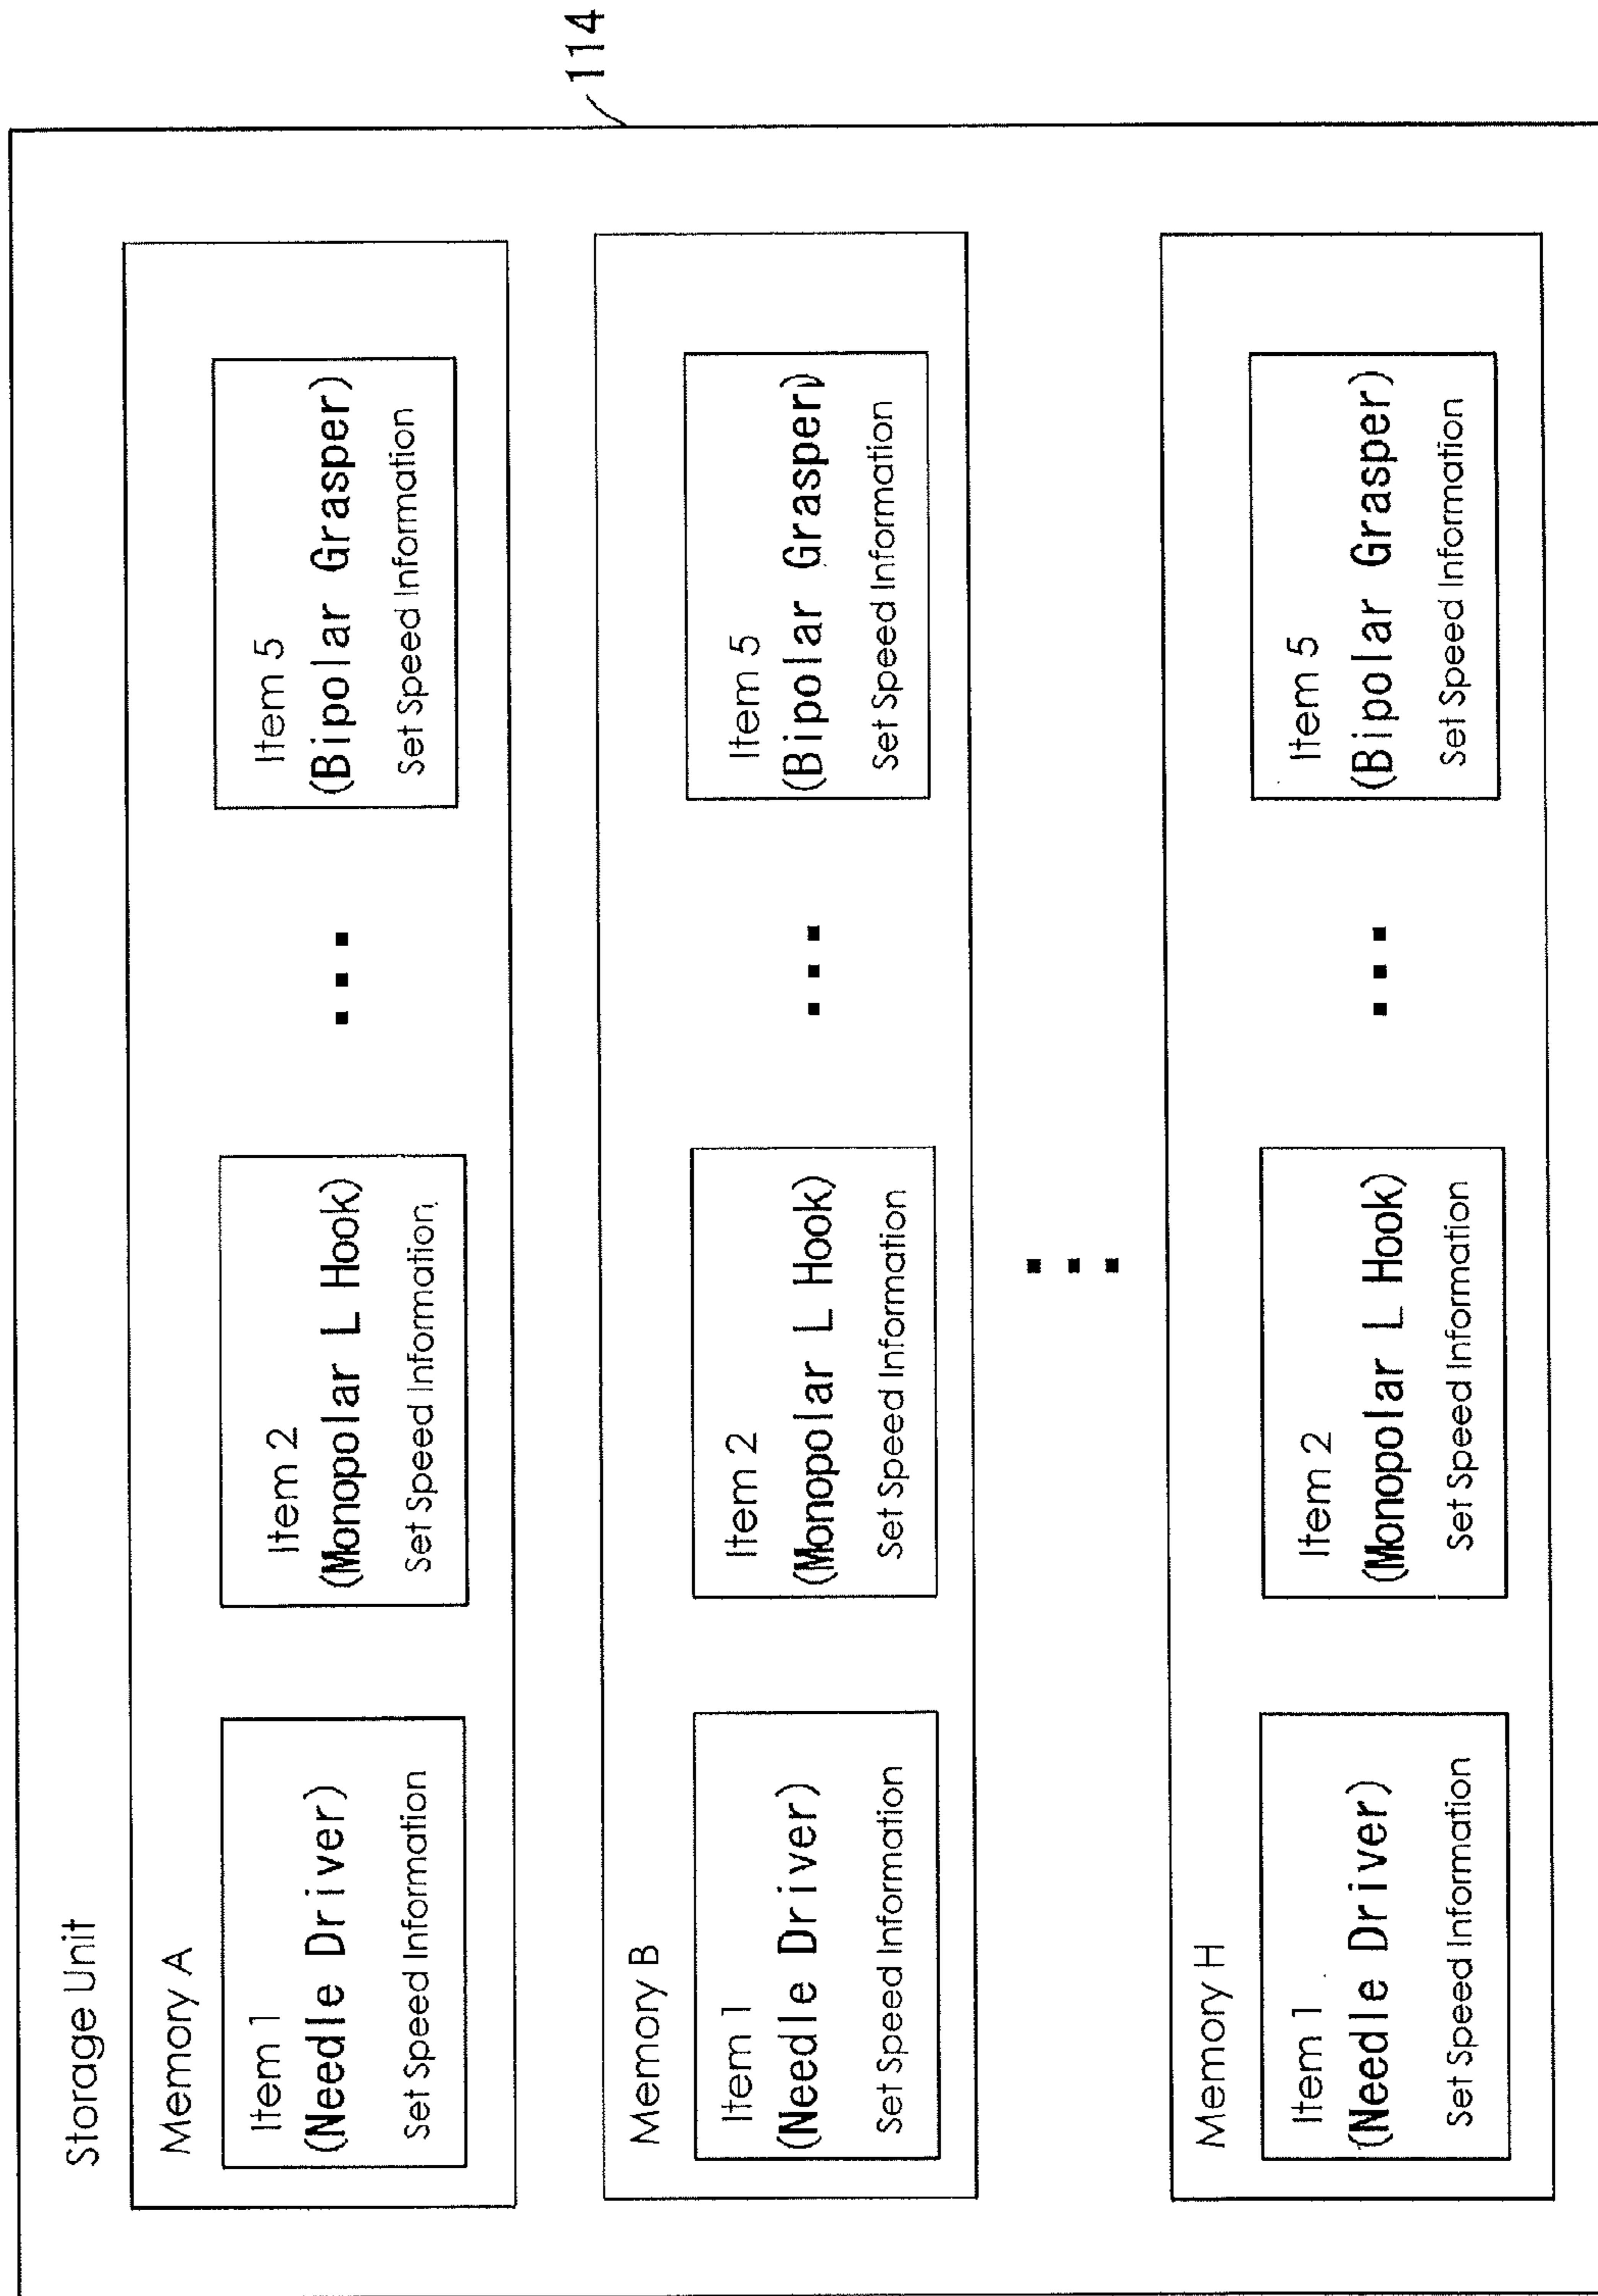 114
Storage Unit
Memory A
Item 1
(Needle Driver)
Set Speed Information
Item 2
(Monopolar L Hook)
Set Speed Information
...
Item 5
(Bipolar Grasper)
Set Speed Information
Memory B
Item 1
(Needle Driver)
Set Speed Information
Item 2
(Monopolar L Hook)
Set Speed Information
...
Item 5
(Bipolar Grasper)
Set Speed Information
...
Memory H
Item 1
(Needle Driver)
Set Speed Information
Item 2
(Monopolar L Hook)
Set Speed Information
...
Item 5
(Bipolar Grasper)
Set Speed Information